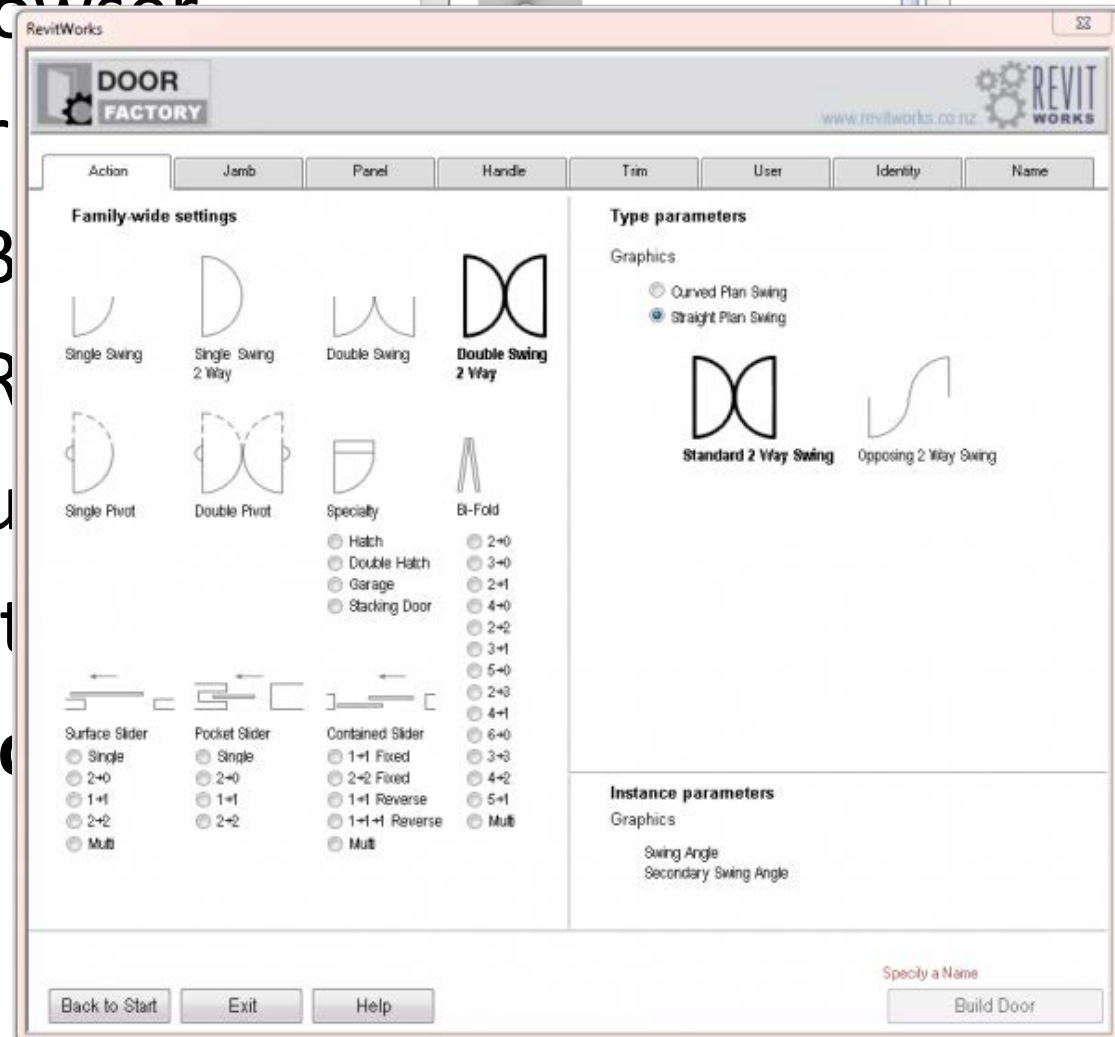 RevitWorks
DOOR
FACTORY
www.revitworks.co.nz
REVIT
WORKS
Action
Jamb
Panel
Handle
Trim
User
Identity
Name
Family-wide settings
Single Swing
Single Swing
2 Way
Double Swing
Double Swing
2 Way
Single Pivot
Double Pivot
Specialty
Hatch
Double Hatch
Garage
Stacking Door
Bi-Fold
2+0
3+0
2+1
4+0
2+2
3+1
5+0
2+3
4+1
6+0
3+3
4+2
5+1
Multi
Surface Slider
Single
2+0
1+1
2+2
Multi
Pocket Slider
Single
2+0
1+1
2+2
Contained Slider
1+1 Fixed
2+2 Fixed
1+1 Reverse
1+1+1 Reverse
Multi
Type parameters
Graphics
Curved Plan Swing
Straight Plan Swing
Standard 2 Way Swing
Opposing 2 Way Swing
Instance parameters
Graphics
Swing Angle
Secondary Swing Angle
Specify a Name
Back to Start
Exit
Help
Build Door